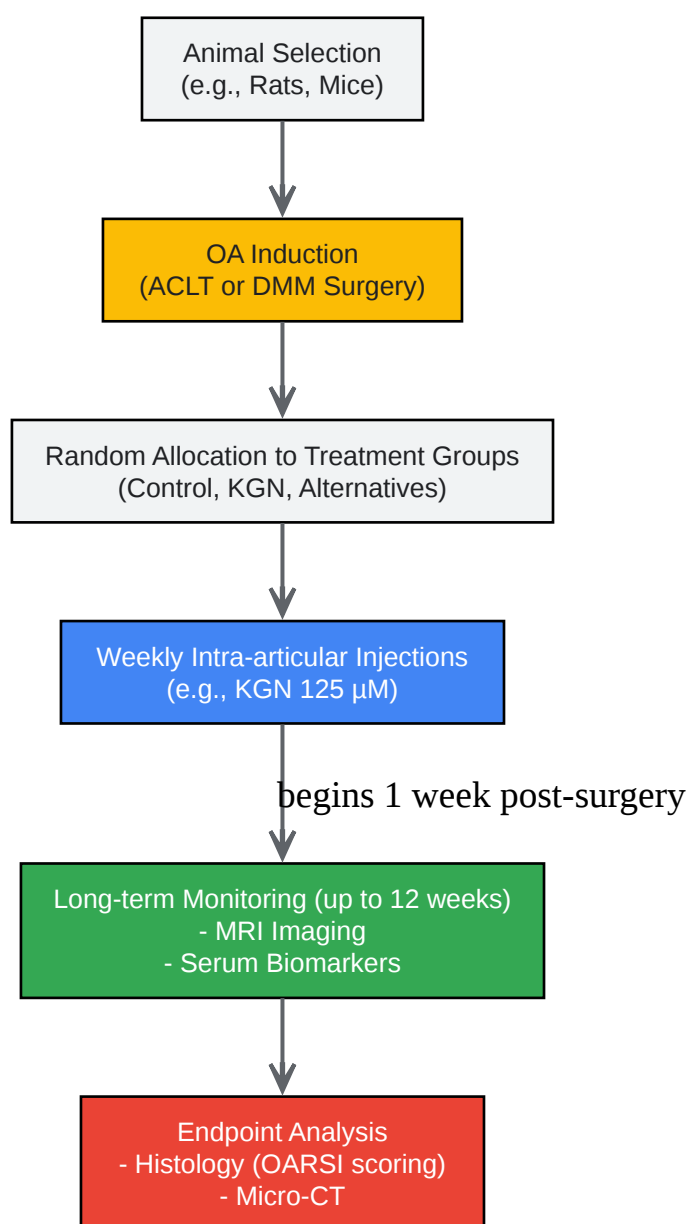 Animal Selection
(e.g., Rats, Mice)
OA Induction
(ACLT or DMM Surgery)
Random Allocation to Treatment Groups
(Control, KGN, Alternatives)
Weekly Intra-articular Injections
(e.g., KGN 125 µM)
begins 1 week post-surgery
Long-term Monitoring (up to 12 weeks)
- MRI Imaging
- Serum Biomarkers
Endpoint Analysis
- Histology (OARSI scoring)
- Micro-CT